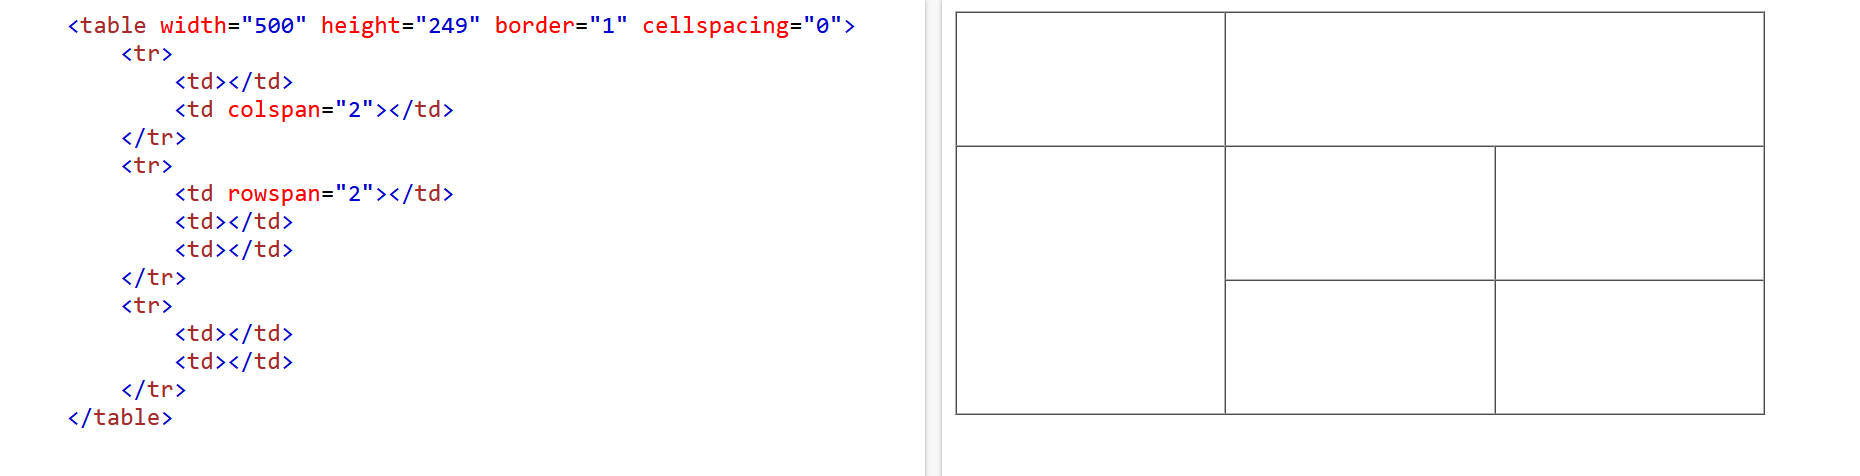 <table width="500" height="249" border="1" cellspacing="0">
    <tr>
        <td></td>
        <td colspan="2"></td>
    </tr>
    <tr>
        <td rowspan="2"></td>
        <td></td>
        <td></td>
    </tr>
    <tr>
        <td></td>
        <td></td>
    </tr>
</table>